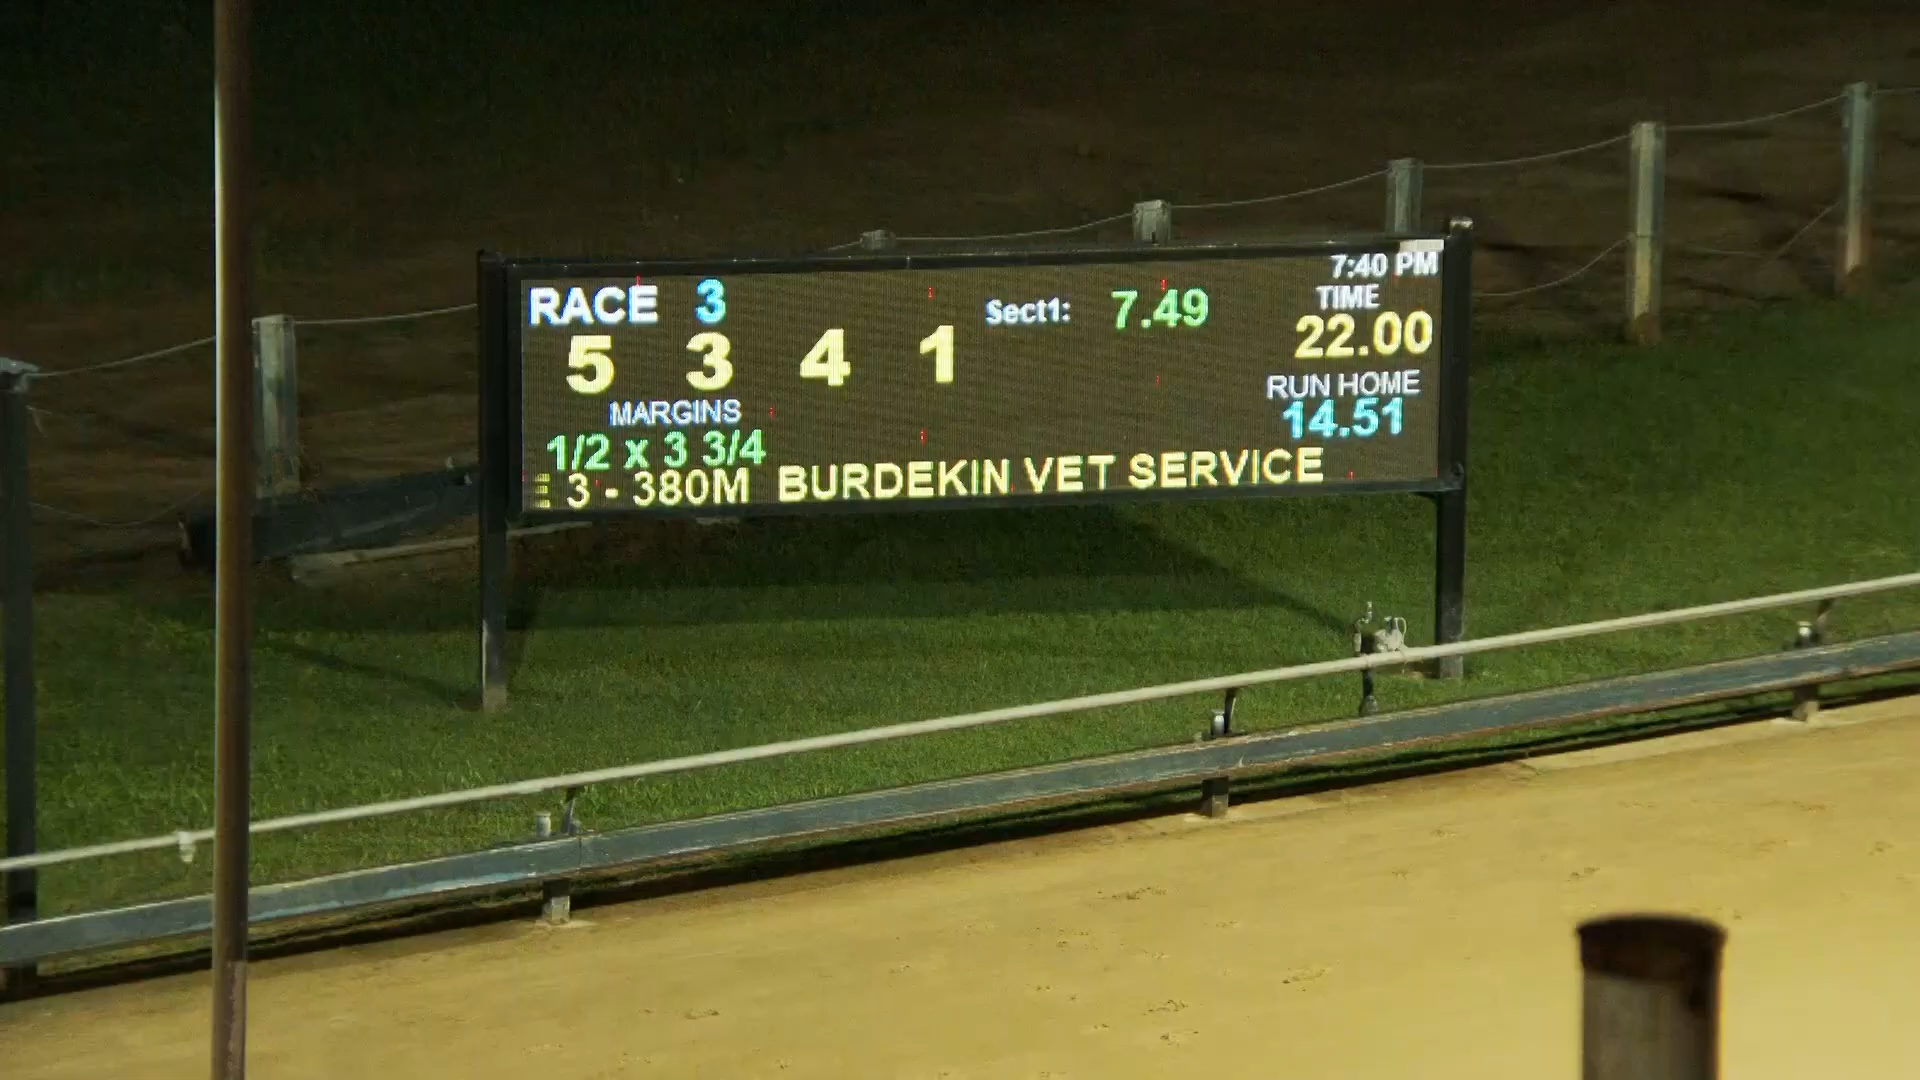 7:40 PM
RACE 3
Sect1: 7.49
TIME
22.00
5 3 4 1
RUN HOME
14.51
MARGINS
1/2 x 3 3/4
3 - 380M BURDEKIN VET SERVICE